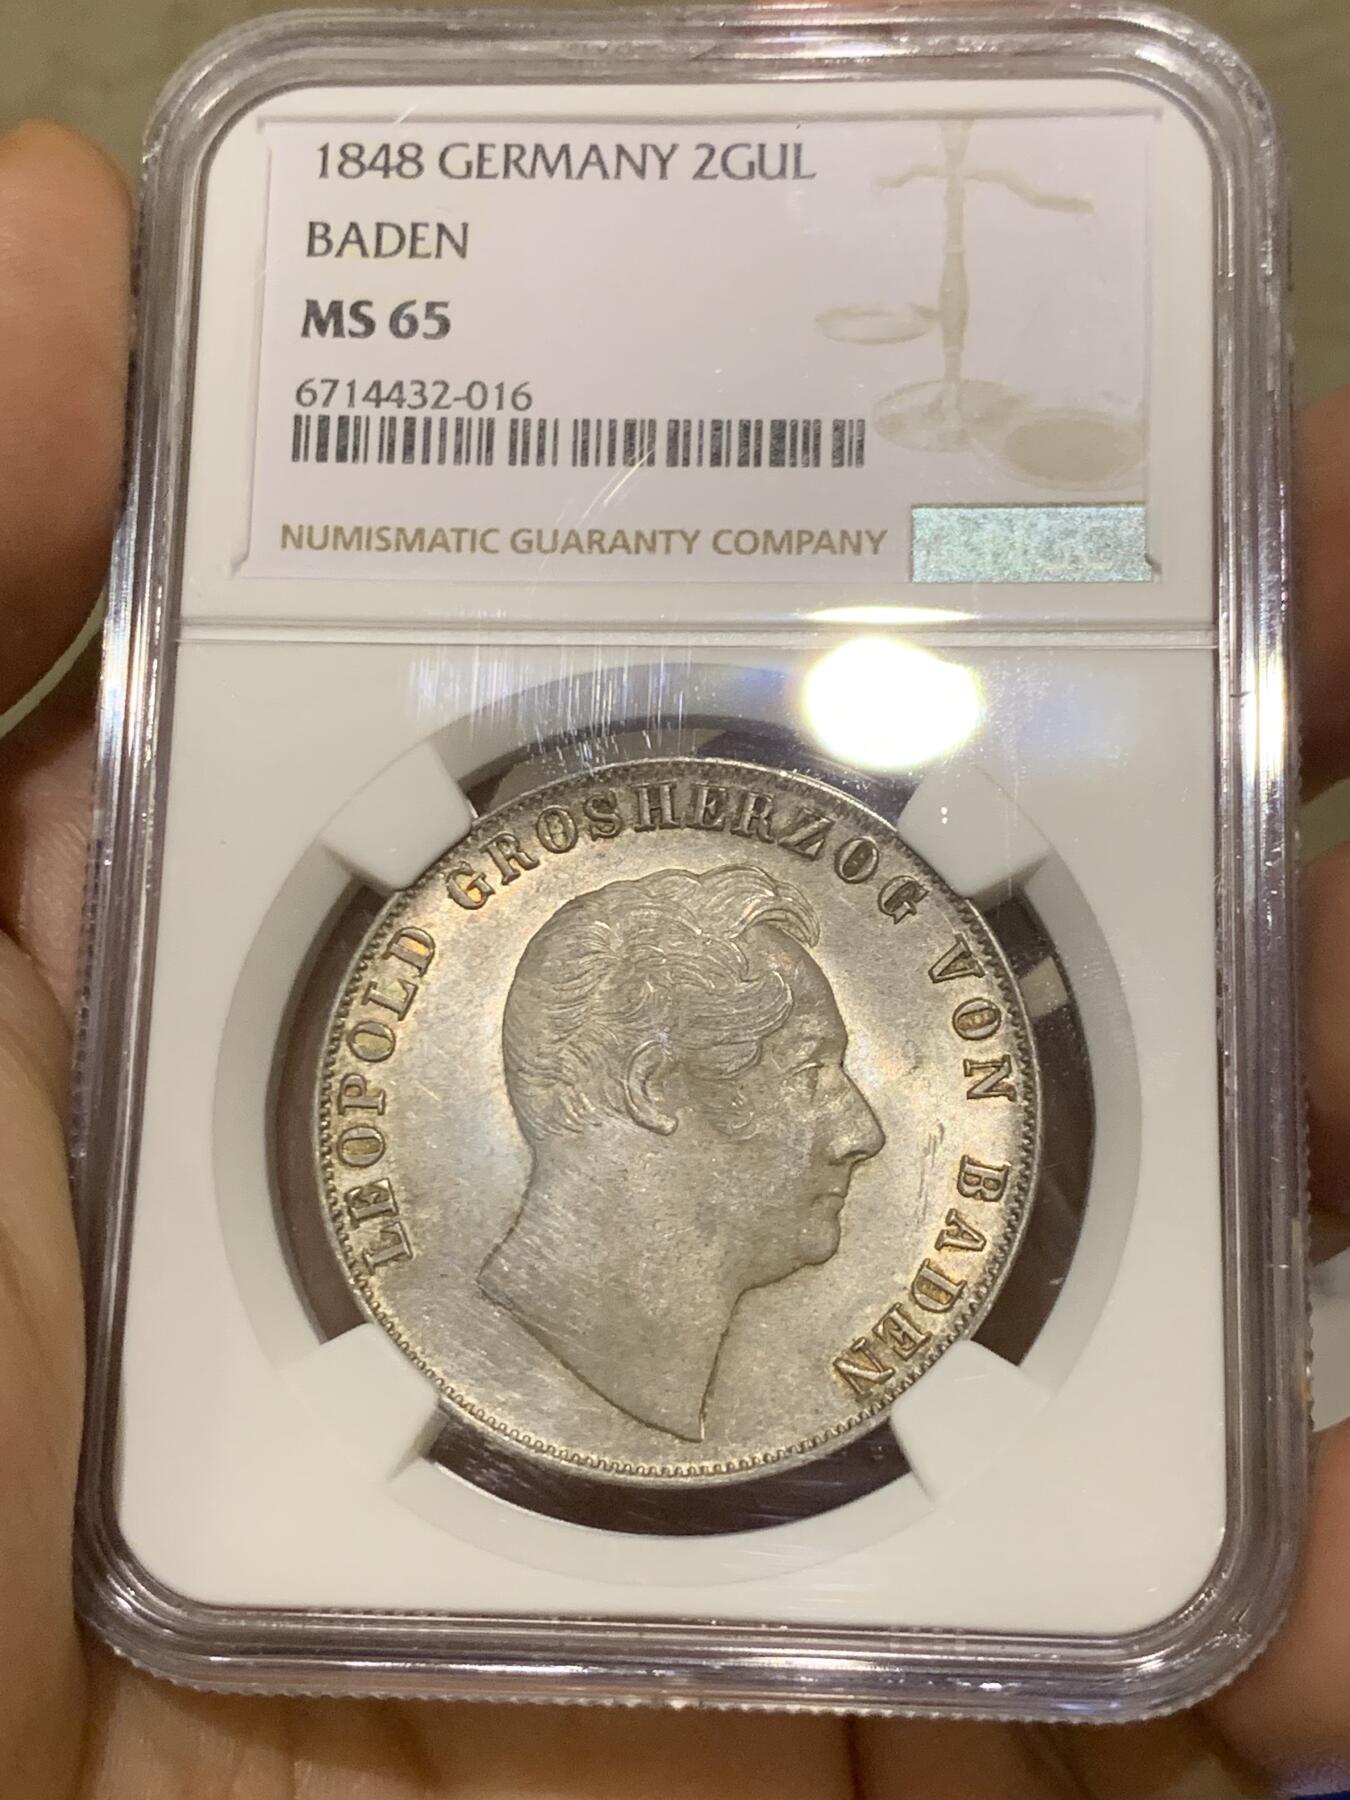 1848 GERMANY 2GUL
BADEN
MS 65
6714432-016
NUMISMATIC GUARANTY COMPANY
LEOPOLD GROSHERZOG VON BADEN